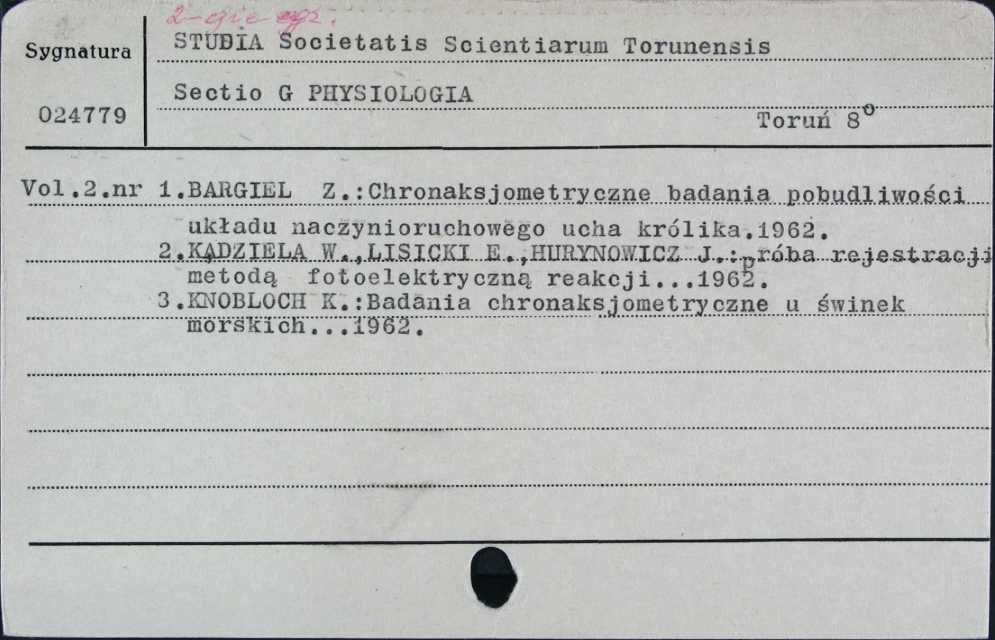 2-gie egz.
Sygnatura
STUDIA Societatis Scientiarum Torunensis
Sectio G PHYSIOLOGIA
024779
Toruń 8°
Vol.2.nr 1.BARGIEL Z.:Chronaksjometryczne badania pobudliwości
układu naczynioruchowego ucha królika.1962.
2.KĄDZIELA W.,LISICKI E.,HURYNOWICZ J.:próba rejestracji
metodą fotoelektryczną reakcji...1962.
3.KNOBLOCH K.:Badania chronaksjometryczne u świnek
morskich...1962.